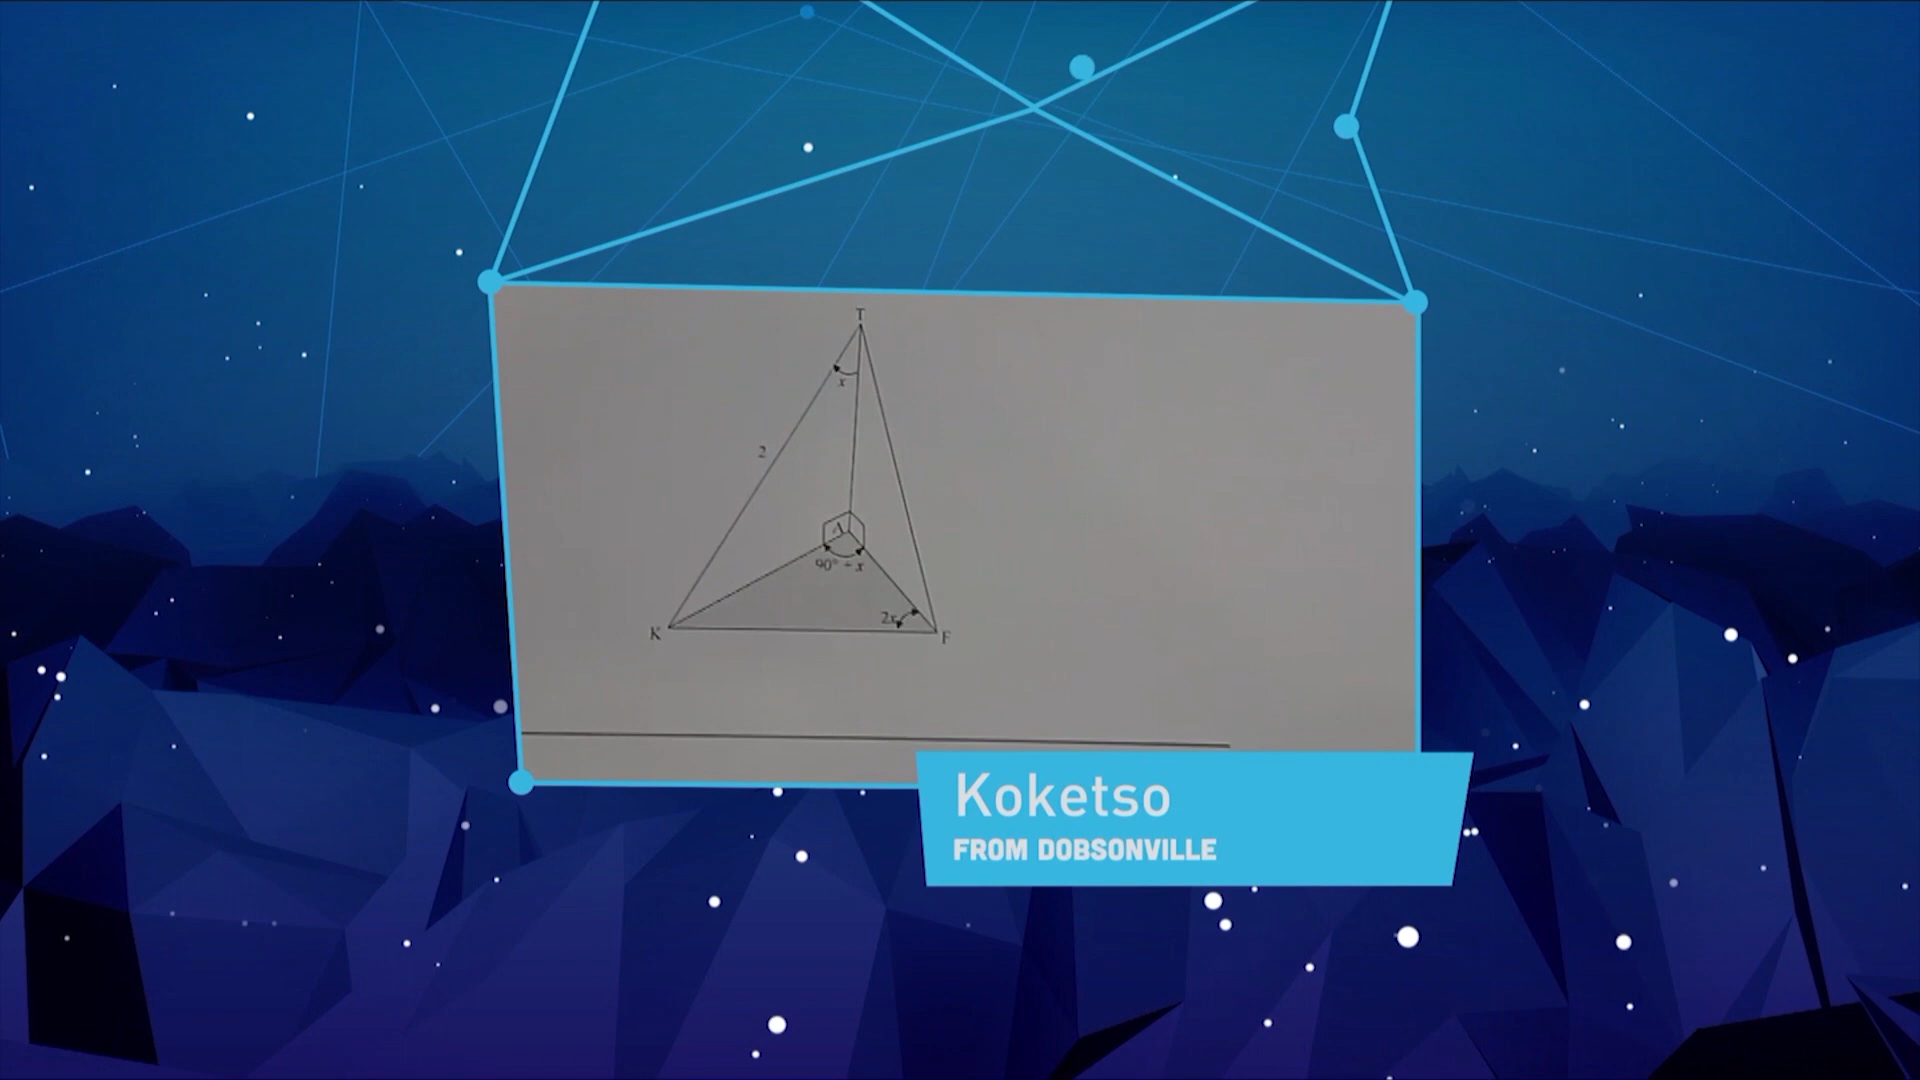 T
x
2
A
90° + x
2x
K
F
Koketso
FROM DOBSONVILLE